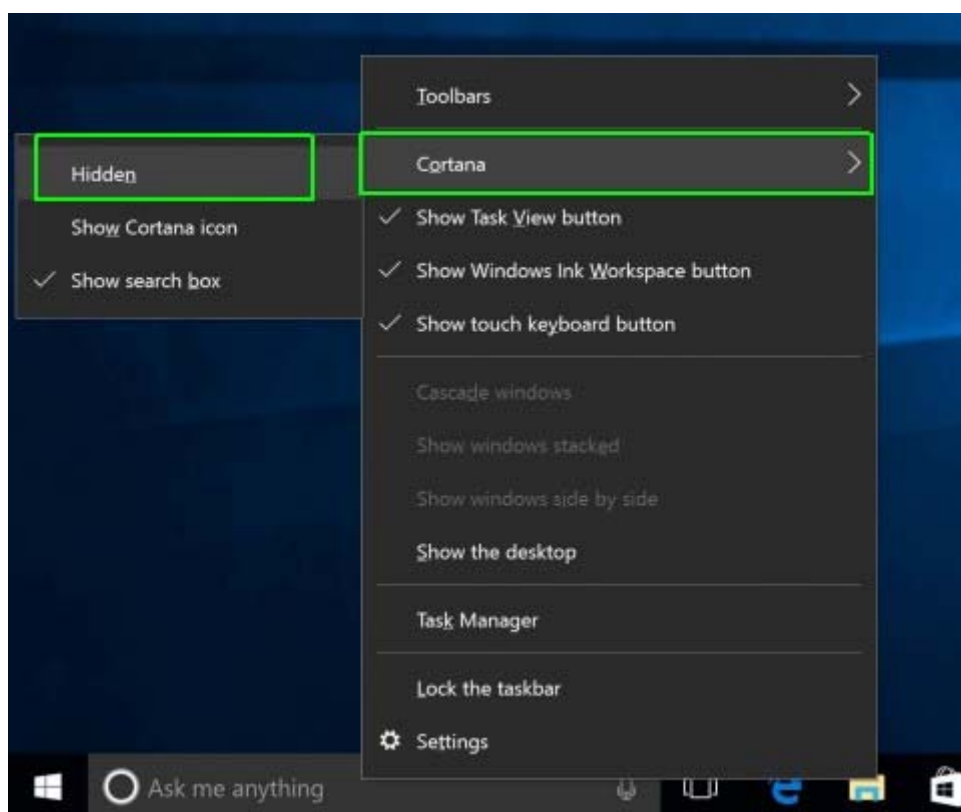 Toolbars
Cortana
Hidden
Show Cortana icon
Show search box
Show Task View button
Show Windows Ink Workspace button
Show touch keyboard button
Cascade windows
Show windows stacked
Show windows side by side
Show the desktop
Task Manager
Lock the taskbar
Settings
Ask me anything